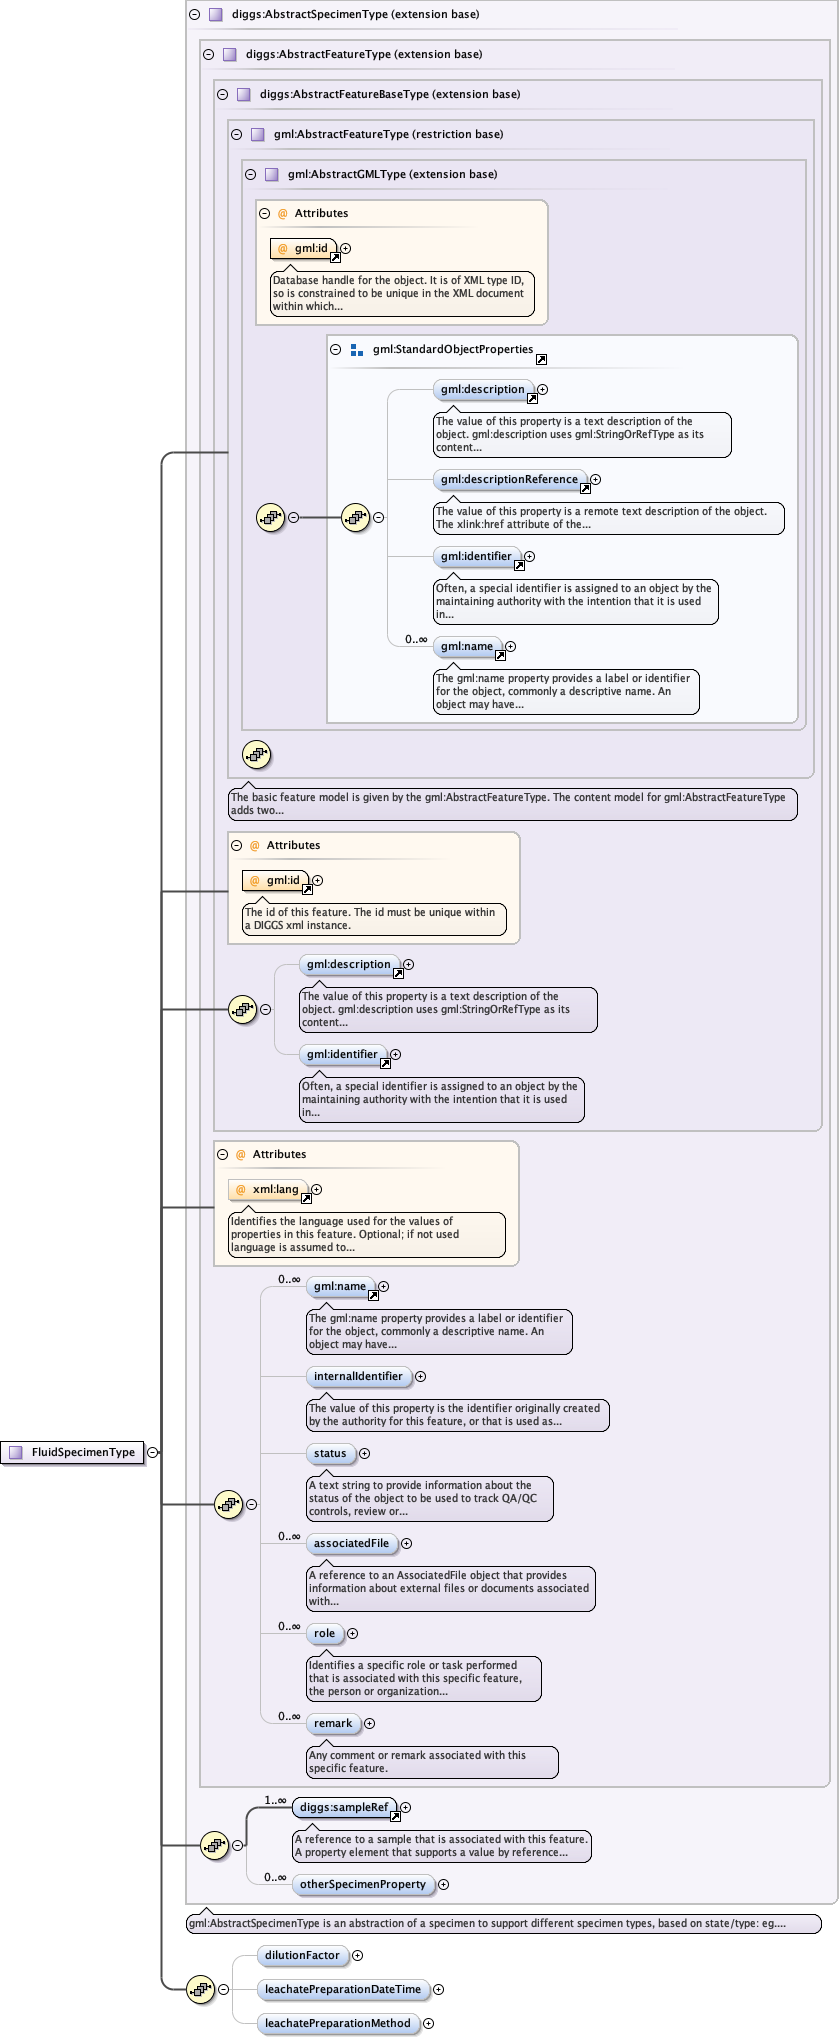 diggs:AbstractSpecimenType (extension base)
diggs:AbstractFeatureType (extension base)
diggs:AbstractFeatureBaseType (extension base)
gml:AbstractFeatureType (restriction base)
gml:AbstractGMLType (extension base)
@ Attributes
@ gml:id
Database handle for the object. It is of XML type ID,
so is constrained to be unique in the XML document
within which...
gml:StandardObjectProperties
gml:description
The value of this property is a text description of the
object. gml:description uses gml:StringOrRefType as its
content...
gml:descriptionReference
The value of this property is a remote text description of the object.
The xlink:href attribute of the...
gml:identifier
Often, a special identifier is assigned to an object by the
maintaining authority with the intention that it is used
in...
0..∞
gml:name
The gml:name property provides a label or identifier
for the object, commonly a descriptive name. An
object may have...
The basic feature model is given by the gml:AbstractFeatureType. The content model for gml:AbstractFeatureType
adds two...
@ Attributes
@ gml:id
The id of this feature. The id must be unique within
a DIGGS xml instance.
gml:description
The value of this property is a text description of the
object. gml:description uses gml:StringOrRefType as its
content...
gml:identifier
Often, a special identifier is assigned to an object by the
maintaining authority with the intention that it is used
in...
@ Attributes
@ xml:lang
Identifies the language used for the values of
properties in this feature. Optional; if not used
language is assumed to...
0..∞
gml:name
The gml:name property provides a label or identifier
for the object, commonly a descriptive name. An
object may have...
internalIdentifier
The value of this property is the identifier originally created
by the authority for this feature, or that is used as...
FluidSpecimenType
status
A text string to provide information about the
status of the object to be used to track QA/QC
controls, review or...
0..∞
associatedFile
A reference to an AssociatedFile object that provides
information about external files or documents associated
with...
0..∞
role
Identifies a specific role or task performed
that is associated with this specific feature,
the person or organization...
0..∞
remark
Any comment or remark associated with this
specific feature.
1..∞
diggs:sampleRef
A reference to a sample that is associated with this feature.
A property element that supports a value by reference...
0..∞
otherSpecimenProperty
gml:AbstractSpecimenType is an abstraction of a specimen to support different specimen types, based on state/type: eg....
dilutionFactor
leachatePreparationDateTime
leachatePreparationMethod